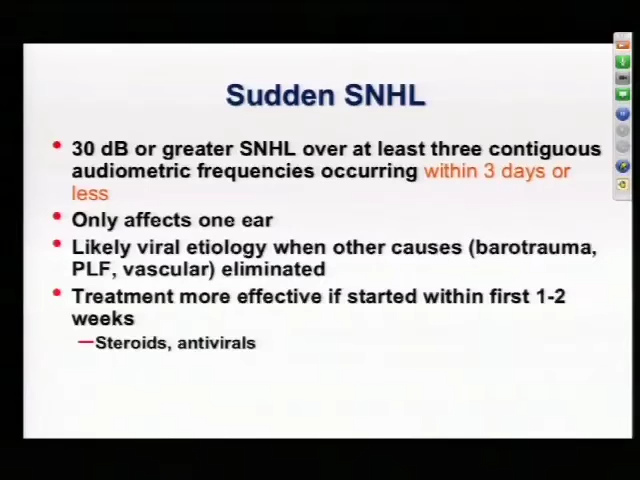 Sudden SNHL
• 30 dB or greater SNHL over at least three contiguous
audiometric frequencies occurring within 3 days or
less
• Only affects one ear
• Likely viral etiology when other causes (barotrauma,
PLF, vascular) eliminated
• Treatment more effective if started within first 1-2
weeks
—Steroids, antivirals